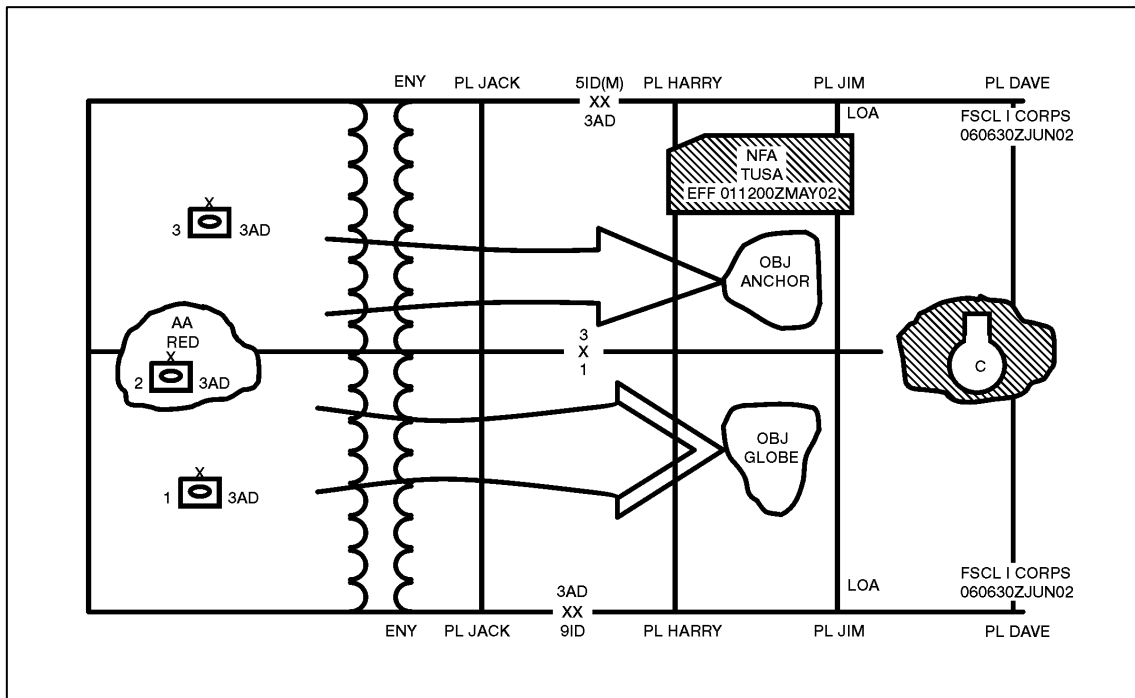 ENY PL JACK 5ID(M) PL HARRY PL JIM PL DAVE
XX
3AD
LOA
FSCL I CORPS
060630ZJUN02
NFA
TUSA
EFF 011200ZMAY02
X
3 3AD
OBJ
ANCHOR
AA
RED
X
2 3AD
3
X
1
C
OBJ
GLOBE
X
1 3AD
LOA
FSCL I CORPS
060630ZJUN02
3AD
XX
ENY PL JACK 9ID PL HARRY PL JIM PL DAVE